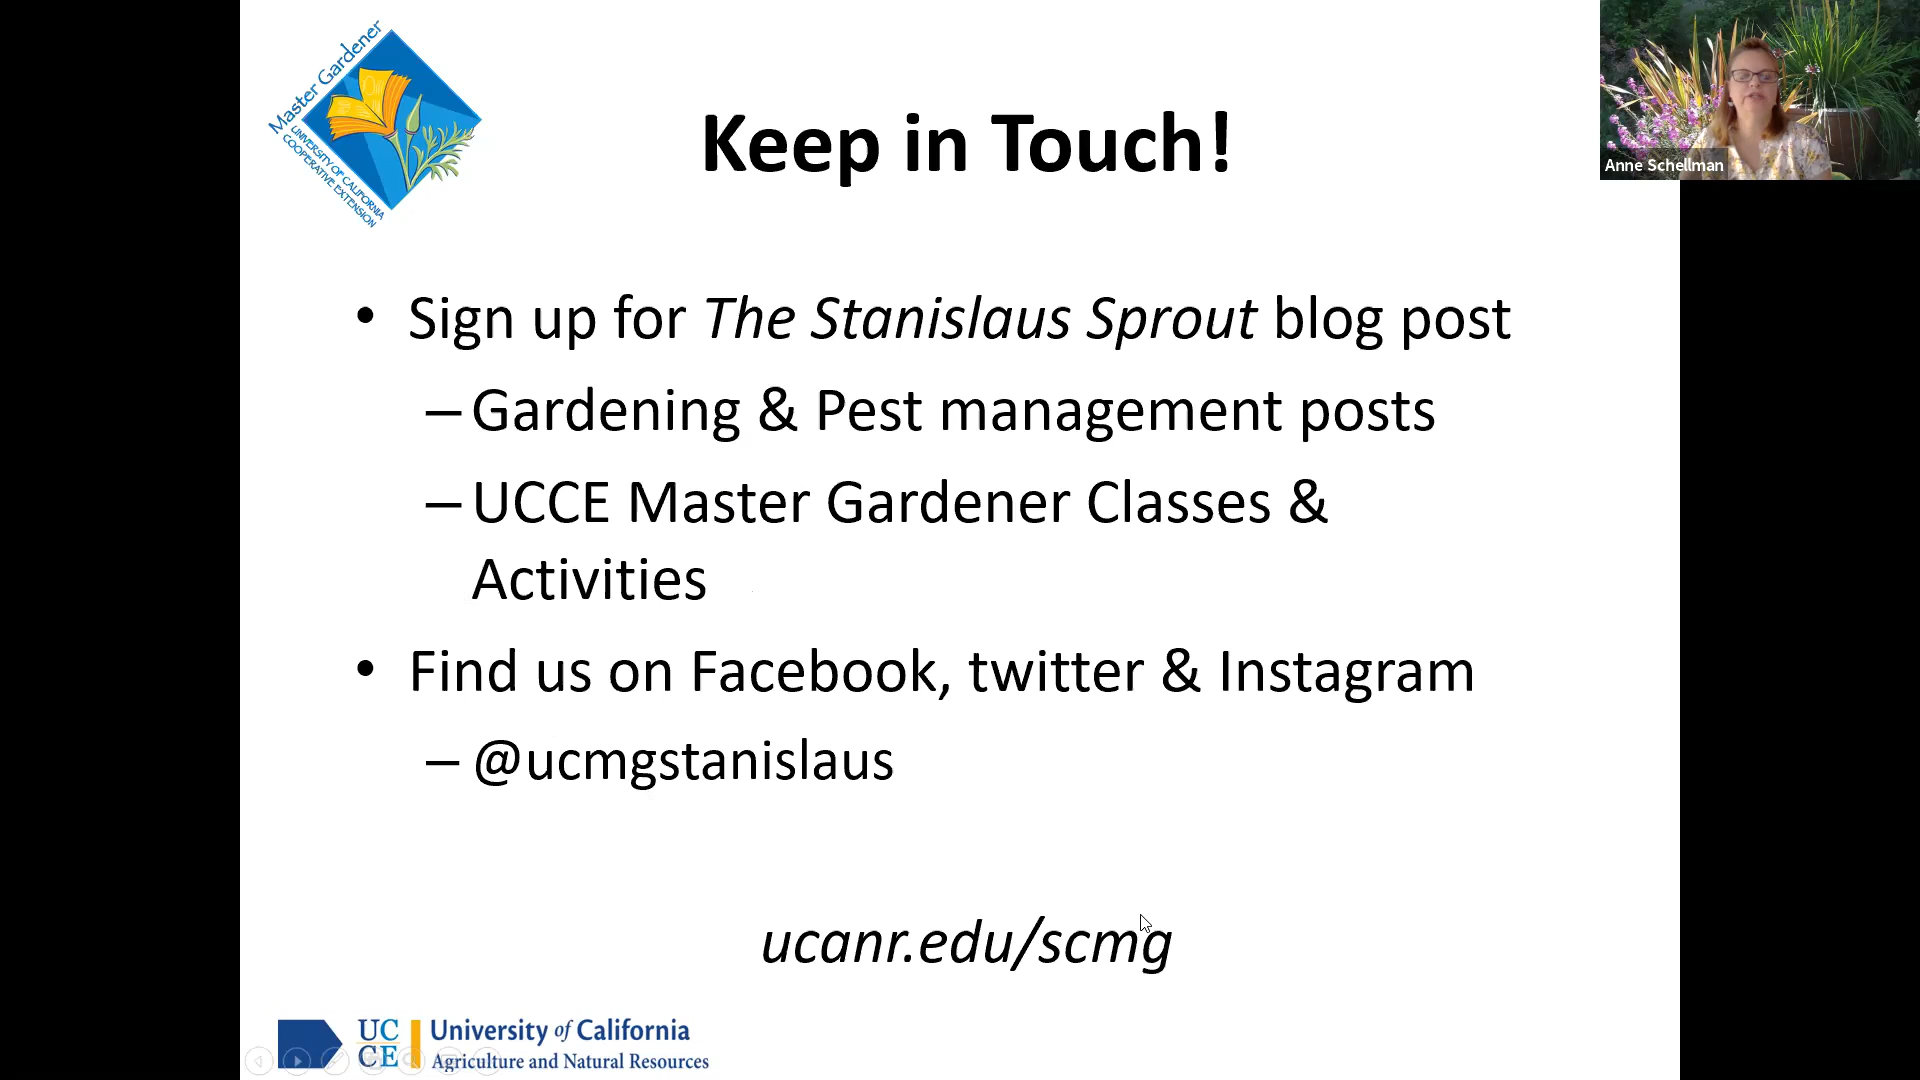 Master Gardener
UNIVERSITY OF CALIFORNIA
COOPERATIVE EXTENSION
Keep in Touch!
Anne Schellman
• Sign up for The Stanislaus Sprout blog post
– Gardening & Pest management posts
– UCCE Master Gardener Classes &
Activities
• Find us on Facebook, twitter & Instagram
– @ucmgstanislaus
ucanr.edu/scmg
UC
CE
University of California
Agriculture and Natural Resources